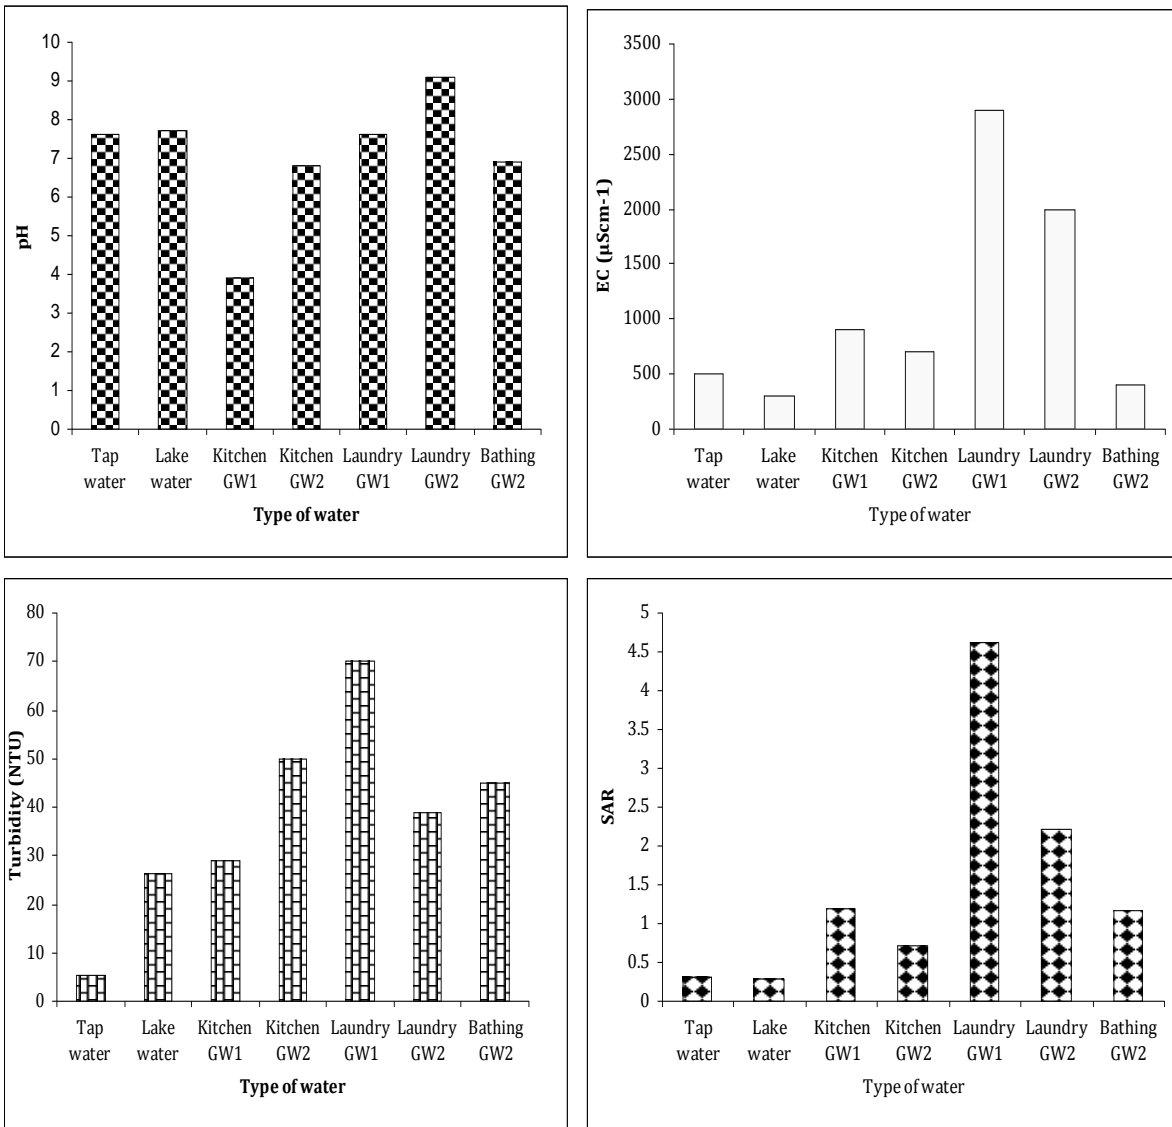 10
9
8
7
6
5
4
3
2
1
0
pH
Tap water
Lake water
Kitchen GW1
Kitchen GW2
Laundry GW1
Laundry GW2
Bathing GW2
Type of water
3500
3000
2500
2000
1500
1000
500
0
EC (µScm-1)
Tap water
Lake water
Kitchen GW1
Kitchen GW2
Laundry GW1
Laundry GW2
Bathing GW2
Type of water
80
70
60
50
40
30
20
10
0
Turbidity (NTU)
Tap water
Lake water
Kitchen GW1
Kitchen GW2
Laundry GW1
Laundry GW2
Bathing GW2
Type of water
5
4.5
4
3.5
3
2.5
2
1.5
1
0.5
0
SAR
Tap water
Lake water
Kitchen GW1
Kitchen GW2
Laundry GW1
Laundry GW2
Bathing GW2
Type of water